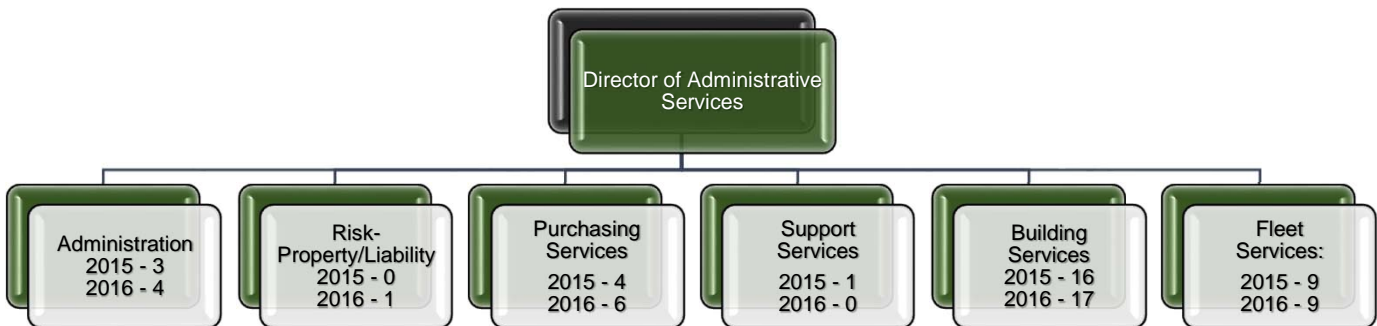 Director of Administrative
Services
Administration
2015 - 3
2016 - 4
Risk-
Property/Liability
2015 - 0
2016 - 1
Purchasing
Services
2015 - 4
2016 - 6
Support
Services
2015 - 1
2016 - 0
Building
Services
2015 - 16
2016 - 17
Fleet
Services:
2015 - 9
2016 - 9